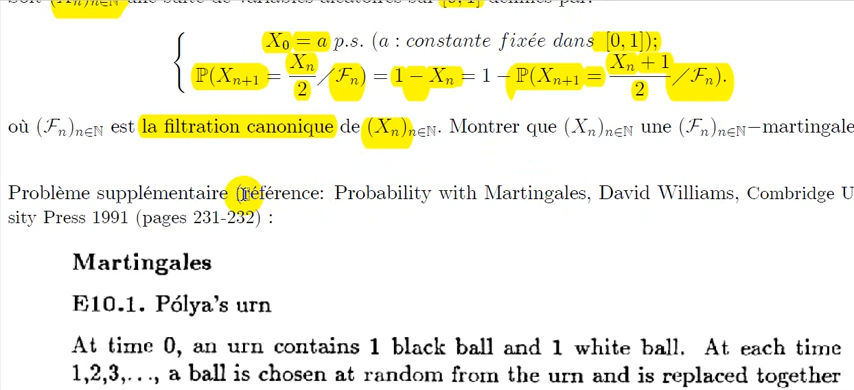 X_0 = a p.s. (a : constante fixée dans [0, 1]);
ℙ(X_{n+1} = X_n/2 / ℱ_n) = 1 − X_n = 1 − ℙ(X_{n+1} = (X_n + 1)/2 / ℱ_n).
où (ℱ_n)_{n∈ℕ} est la filtration canonique de (X_n)_{n∈ℕ}. Montrer que (X_n)_{n∈ℕ} une (ℱ_n)_{n∈ℕ}−martingale
Problème supplémentaire (référence: Probability with Martingales, David Williams, Combridge U
sity Press 1991 (pages 231-232) :
Martingales
E10.1. Pólya's urn
At time 0, an urn contains 1 black ball and 1 white ball. At each time
1,2,3,..., a ball is chosen at random from the urn and is replaced together